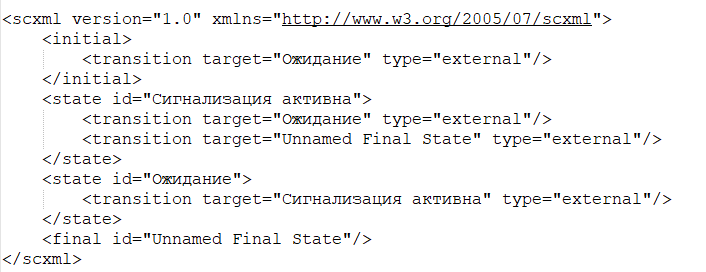 <scxml version="1.0" xmlns="http://www.w3.org/2005/07/scxml">
    <initial>
        <transition target="Ожидание" type="external"/>
    </initial>
    <state id="Сигнализация активна">
        <transition target="Ожидание" type="external"/>
        <transition target="Unnamed Final State" type="external"/>
    </state>
    <state id="Ожидание">
        <transition target="Сигнализация активна" type="external"/>
    </state>
    <final id="Unnamed Final State"/>
</scxml>